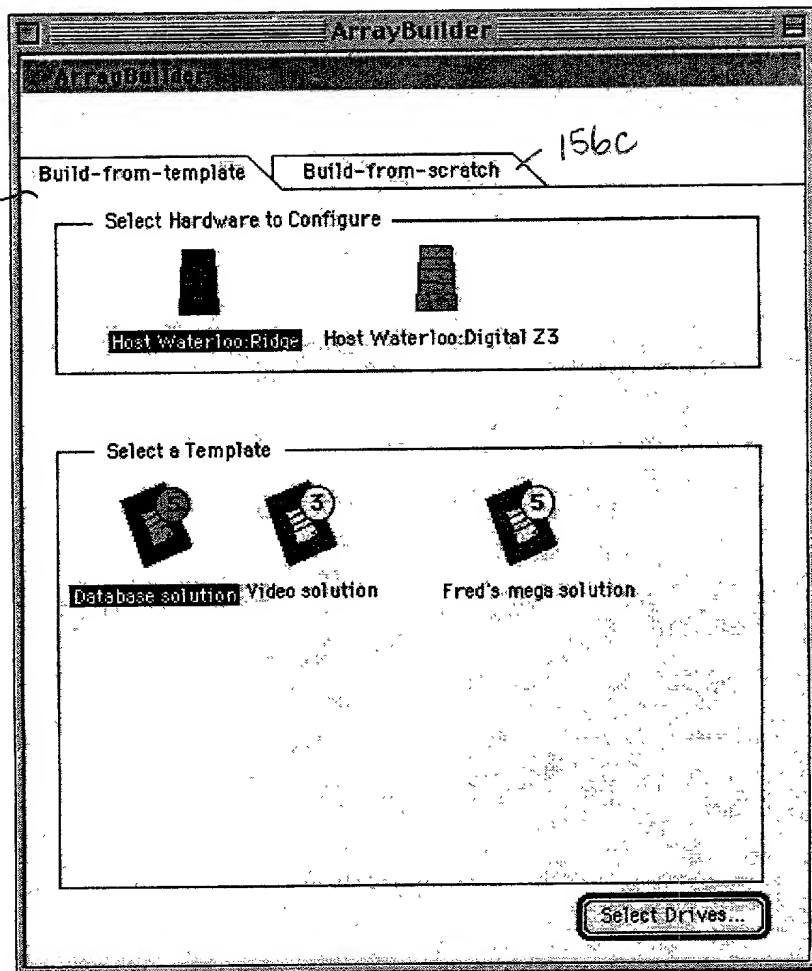 ArrayBuilder
ArrayBuilder
156C
Build-from-template Build-from-scratch
Select Hardware to Configure
Host Waterloo:Ridge Host Waterloo:Digital Z3
Select a Template
5 3 5
Database solution Video solution Fred's mega solution
Select Drives...